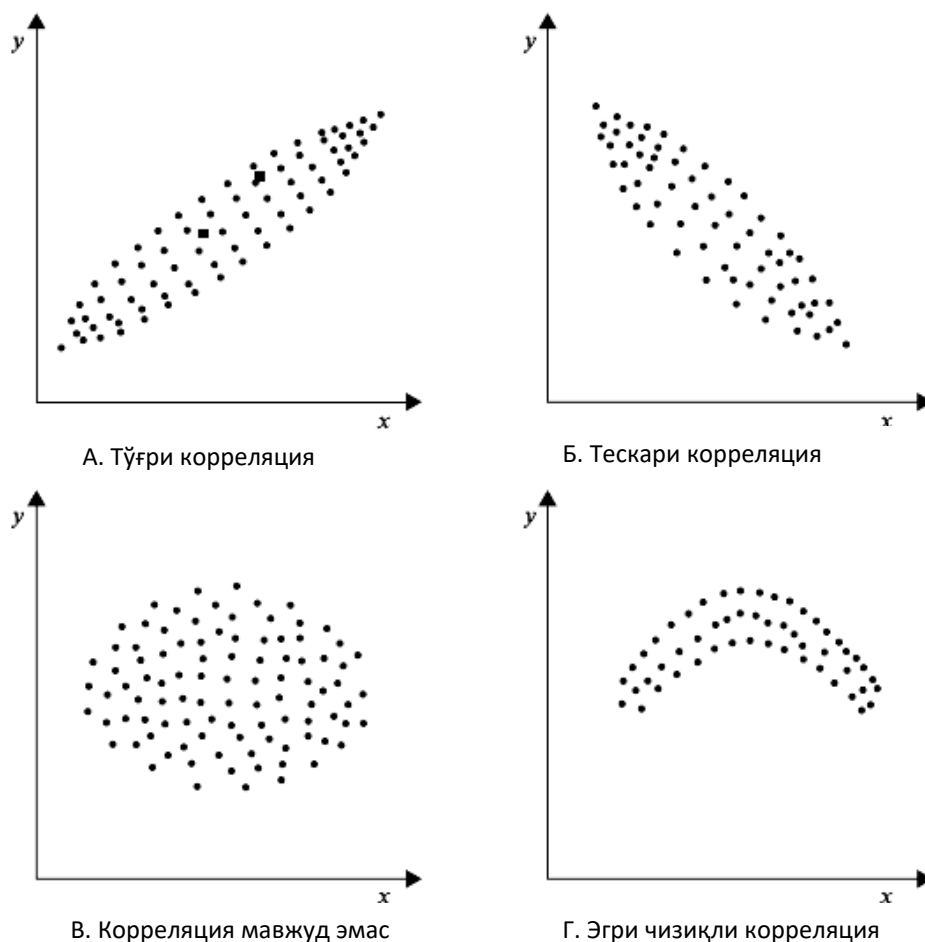 y
y
x
x
А. Тўғри корреляция
Б. Тескари корреляция
y
y
x
x
В. Корреляция мавжуд эмас
Г. Эгри чизиқли корреляция